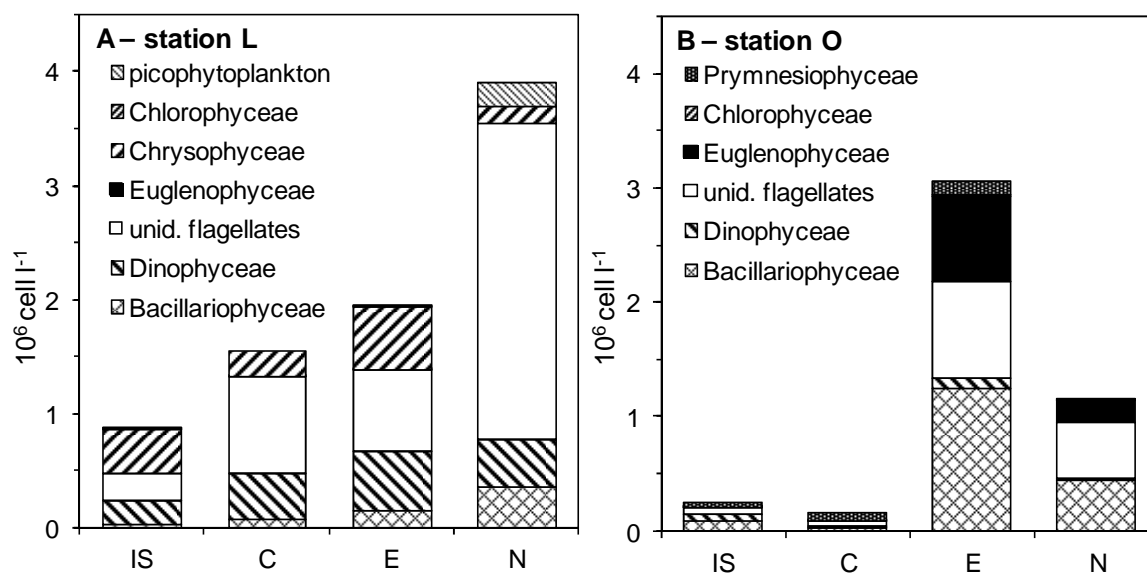 A – station L
picophytoplankton
Chlorophyceae
Chrysophyceae
Euglenophyceae
unid. flagellates
Dinophyceae
Bacillariophyceae
10⁶ cell l⁻¹
4
3
2
1
0
IS C E N
B – station O
Prymnesiophyceae
Chlorophyceae
Euglenophyceae
unid. flagellates
Dinophyceae
Bacillariophyceae
10⁶ cell l⁻¹
4
3
2
1
0
IS C E N